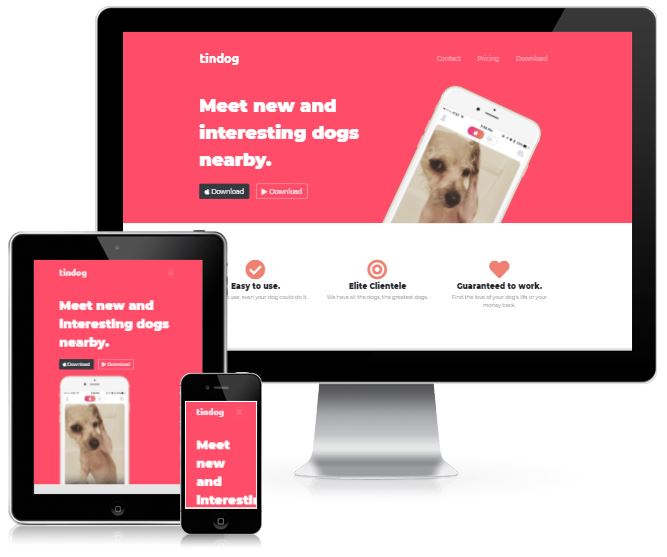 tindog
Contact Pricing Download
Meet new and
interesting dogs
nearby.
Download Download
Easy to use.
Elite Clientele
Guaranteed to work.
use, even your dog could do it.
We have all the dogs, the greatest dogs.
Find the love of your dog's life or your
money back.
tindog
Meet new and
interesting dogs
nearby.
Download Download
tindog
Meet
new
and